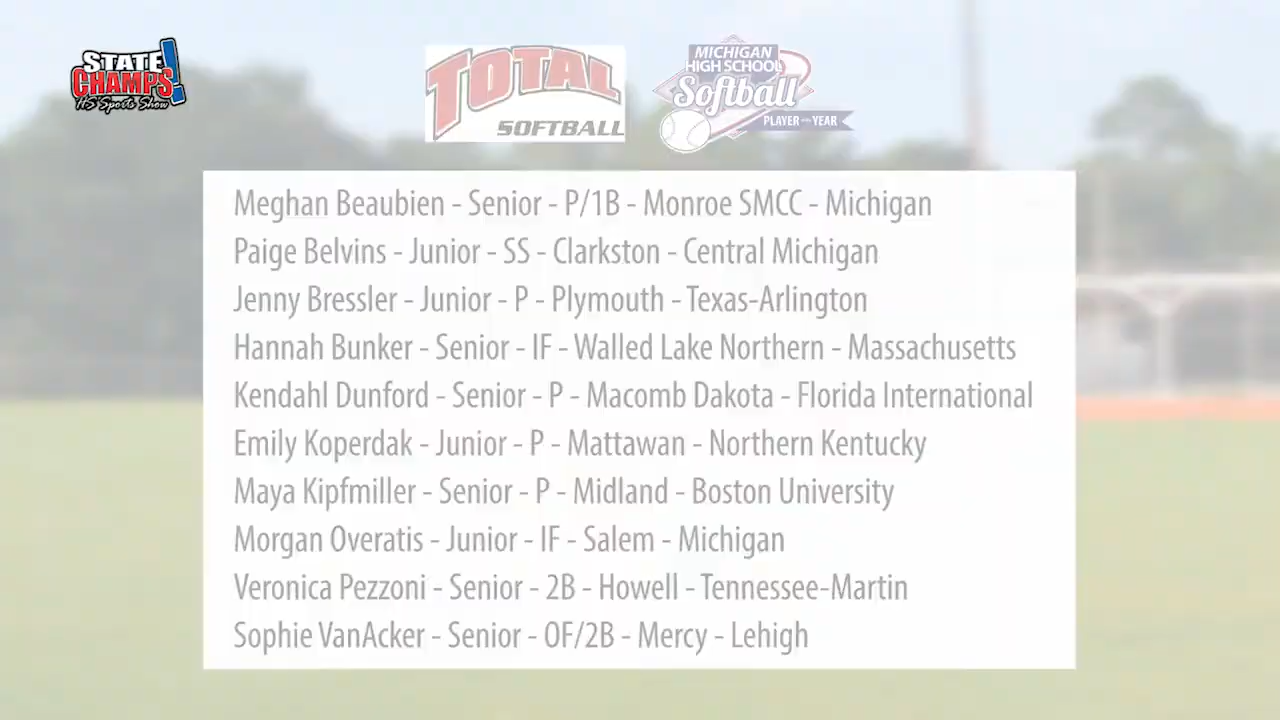 STATE
CHAMPS!
HS Sports Show
TOTAL
SOFTBALL
MICHIGAN
HIGH SCHOOL
Softball
PLAYER OF THE YEAR
Meghan Beaubien - Senior - P/1B - Monroe SMCC - Michigan
Paige Belvins - Junior - SS - Clarkston - Central Michigan
Jenny Bressler - Junior - P - Plymouth - Texas-Arlington
Hannah Bunker - Senior - IF - Walled Lake Northern - Massachusetts
Kendahl Dunford - Senior - P - Macomb Dakota - Florida International
Emily Koperdak - Junior - P - Mattawan - Northern Kentucky
Maya Kipfmiller - Senior - P - Midland - Boston University
Morgan Overatis - Junior - IF - Salem - Michigan
Veronica Pezzoni - Senior - 2B - Howell - Tennessee-Martin
Sophie VanAcker - Senior - OF/2B - Mercy - Lehigh